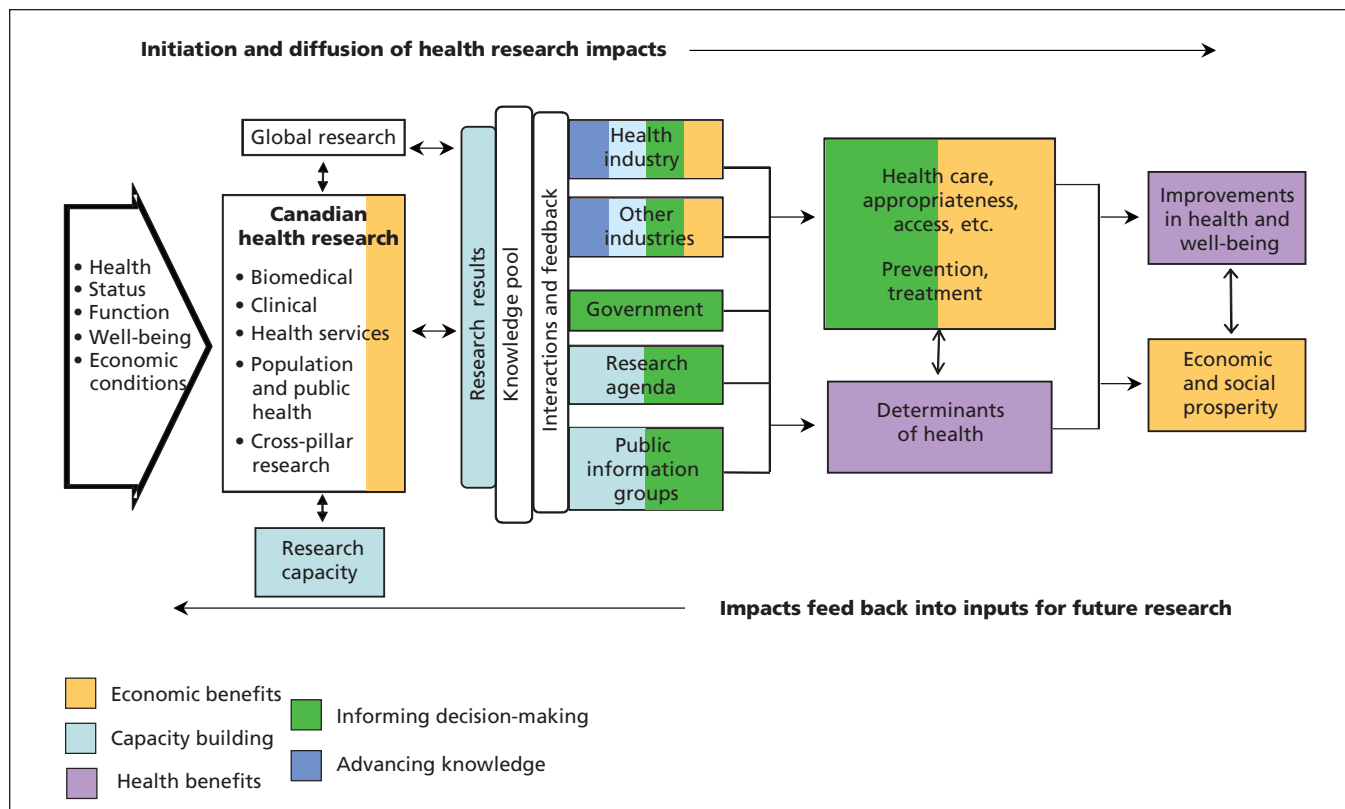 Initiation and diffusion of health research impacts
Global research
Canadian
health research
• Biomedical
• Clinical
• Health services
• Population
and public
health
• Cross-pillar
research
• Health
• Status
• Function
• Well-being
• Economic
conditions
Research
capacity
Research results
Knowledge pool
Interactions and feedback
Health
industry
Other
industries
Government
Research
agenda
Public
information
groups
Health care,
appropriateness,
access, etc.
Prevention,
treatment
Determinants
of health
Improvements
in health and
well-being
Economic
and social
prosperity
Impacts feed back into inputs for future research
Economic benefits
Capacity building
Health benefits
Informing decision-making
Advancing knowledge